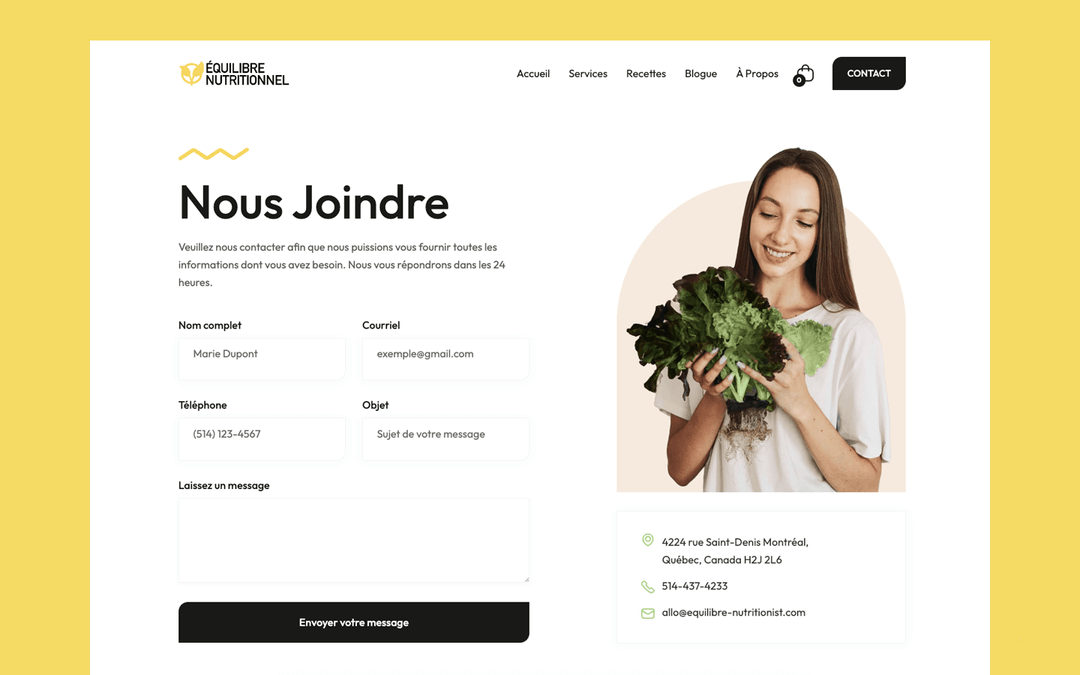 ÉQUILIBRE
NUTRITIONNEL
Accueil Services Recettes Blogue À Propos 0 CONTACT
Nous Joindre
Veuillez nous contacter afin que nous puissions vous fournir toutes les
informations dont vous avez besoin. Nous vous répondrons dans les 24
heures.
Nom complet Courriel
Marie Dupont exemple@gmail.com
Téléphone Objet
(514) 123-4567 Sujet de votre message
Laissez un message
Envoyer votre message
4224 rue Saint-Denis Montréal,
Québec, Canada H2J 2L6
514-437-4233
allo@equilibre-nutritionist.com